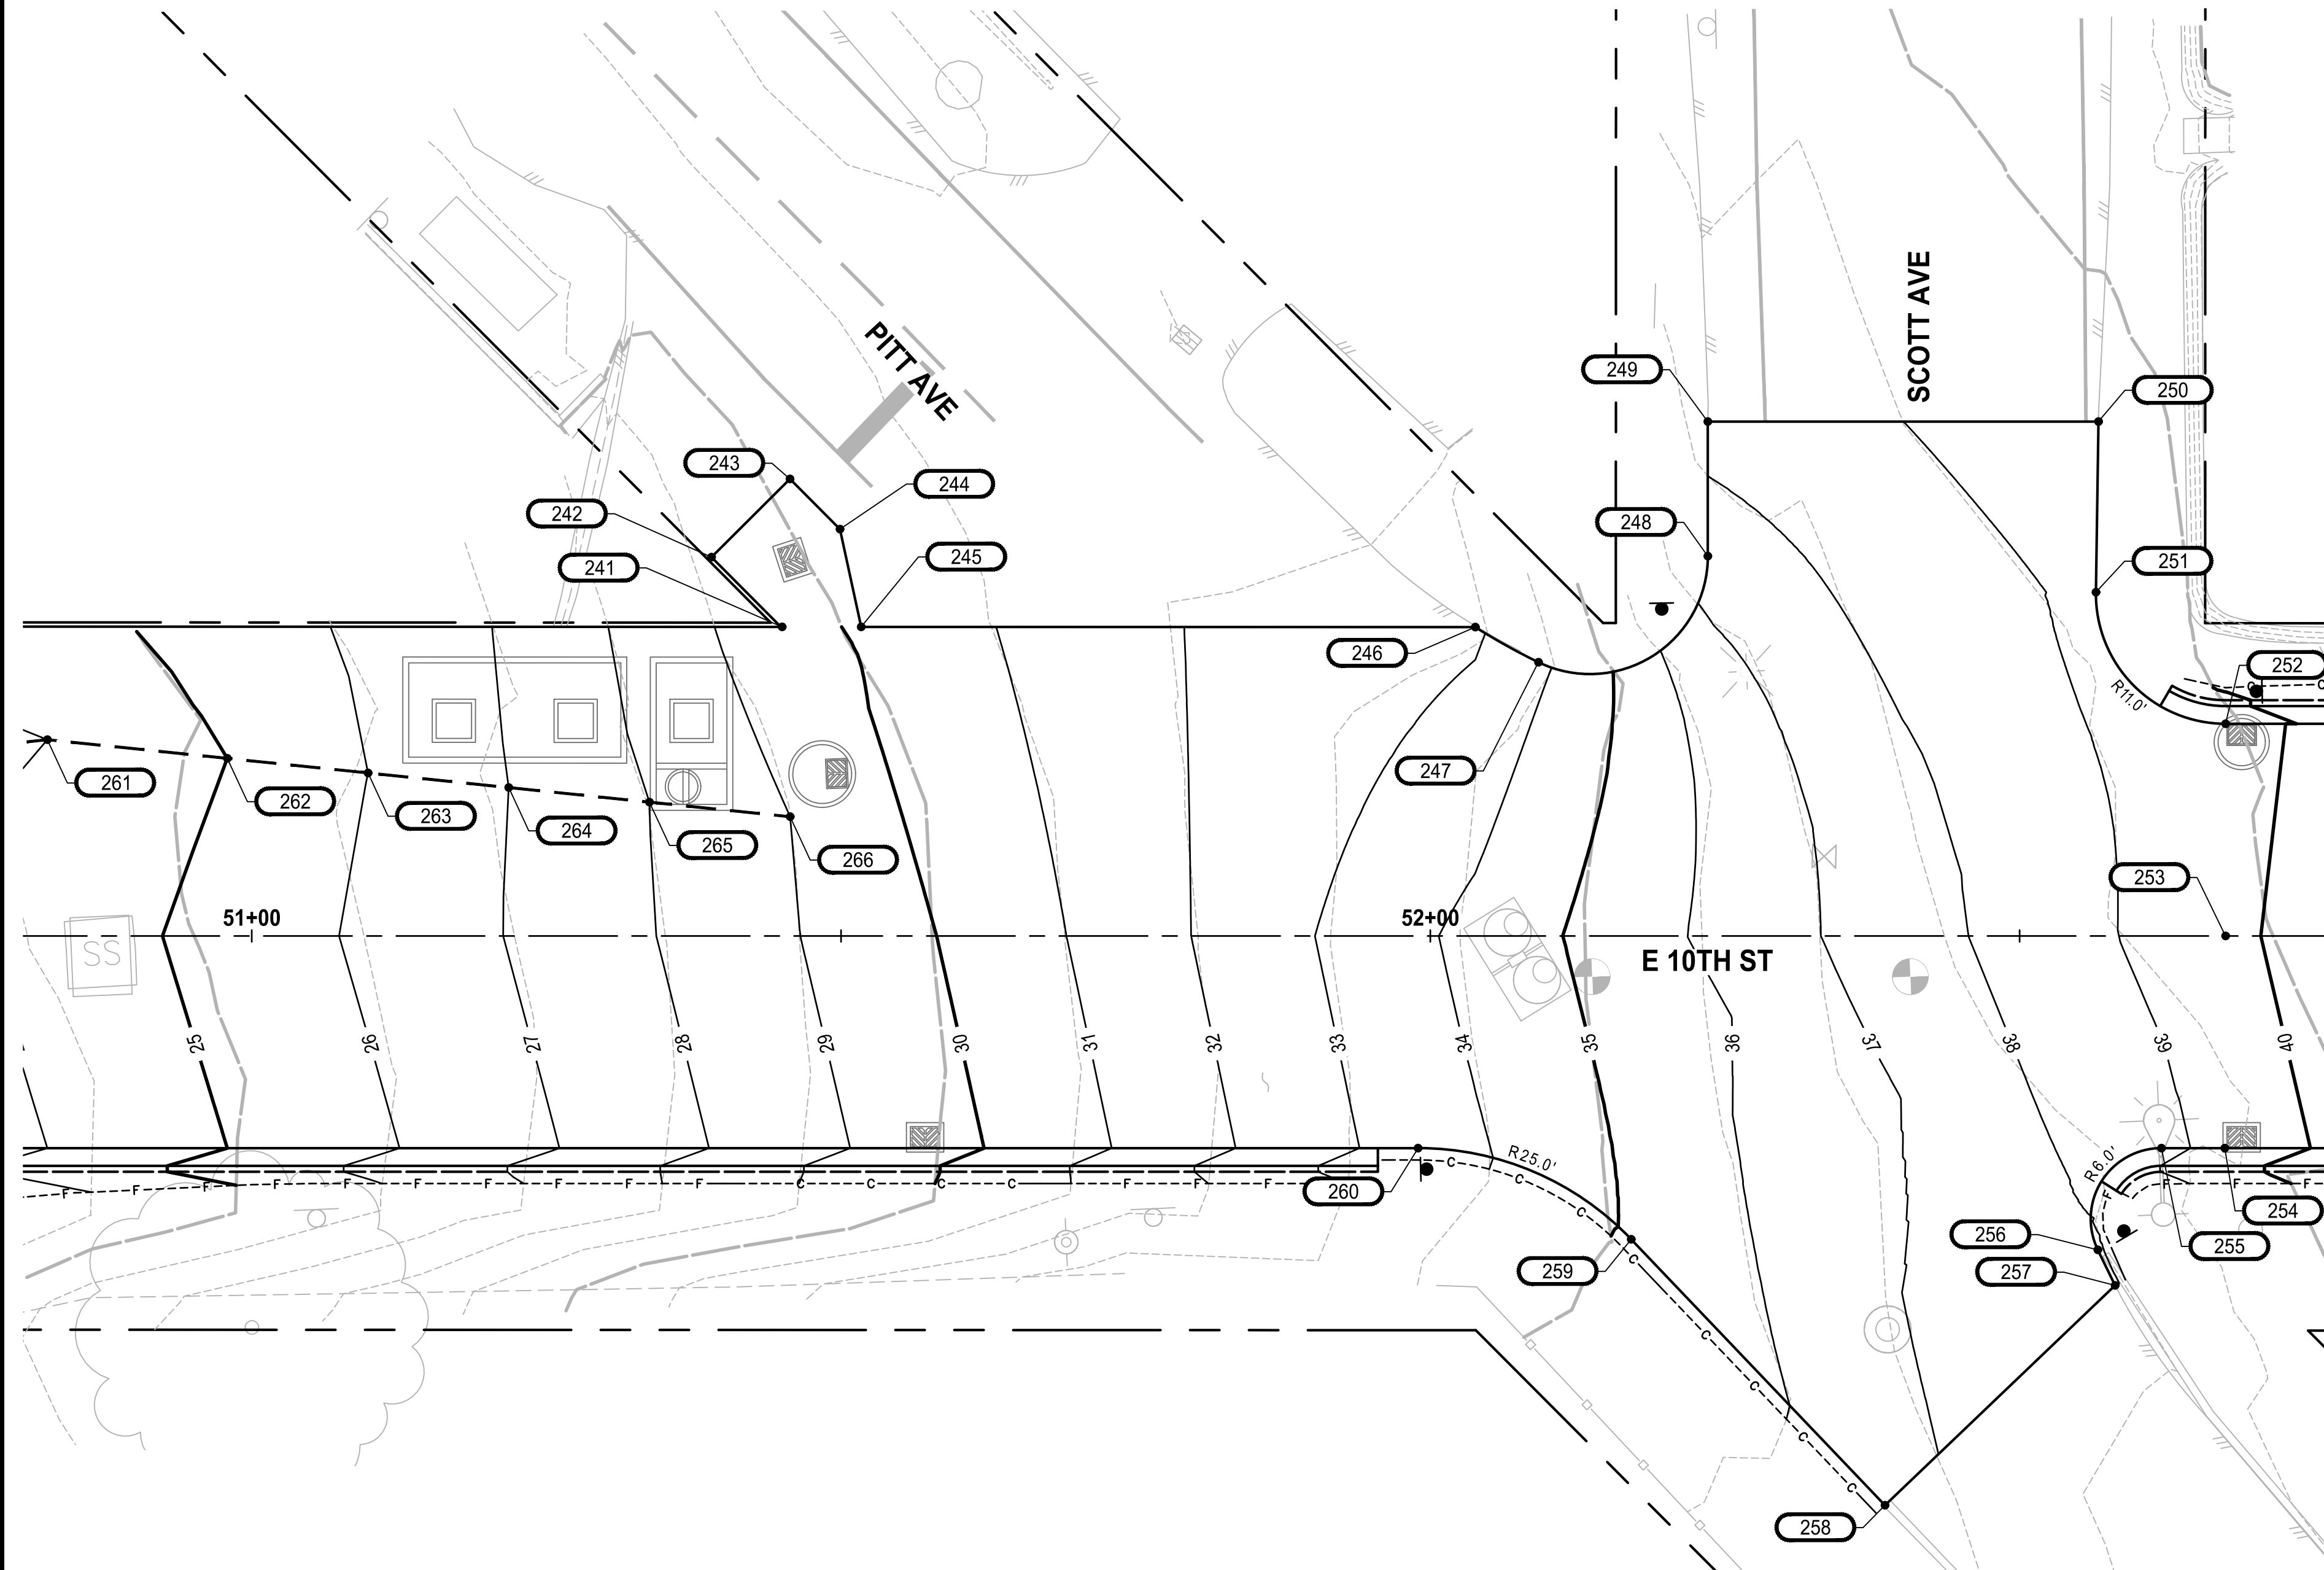 PITT AVE
SCOTT AVE
249
250
243
244
242
248
241
245
251
246
252
R11.0'
247
261
262
263
264
265
266
253
51+00
52+00
SS
E 10TH ST
25
26
27
28
29
30
31
32
33
34
35
36
37
38
39
40
R25.0'
R6.0'
C
C
F
F
F
F
F
F
F
F
F
F
C
C
C
C
F
F
F
C
C
C
C
C
C
C
C
F
F
F
F
260
254
256
255
259
257
258